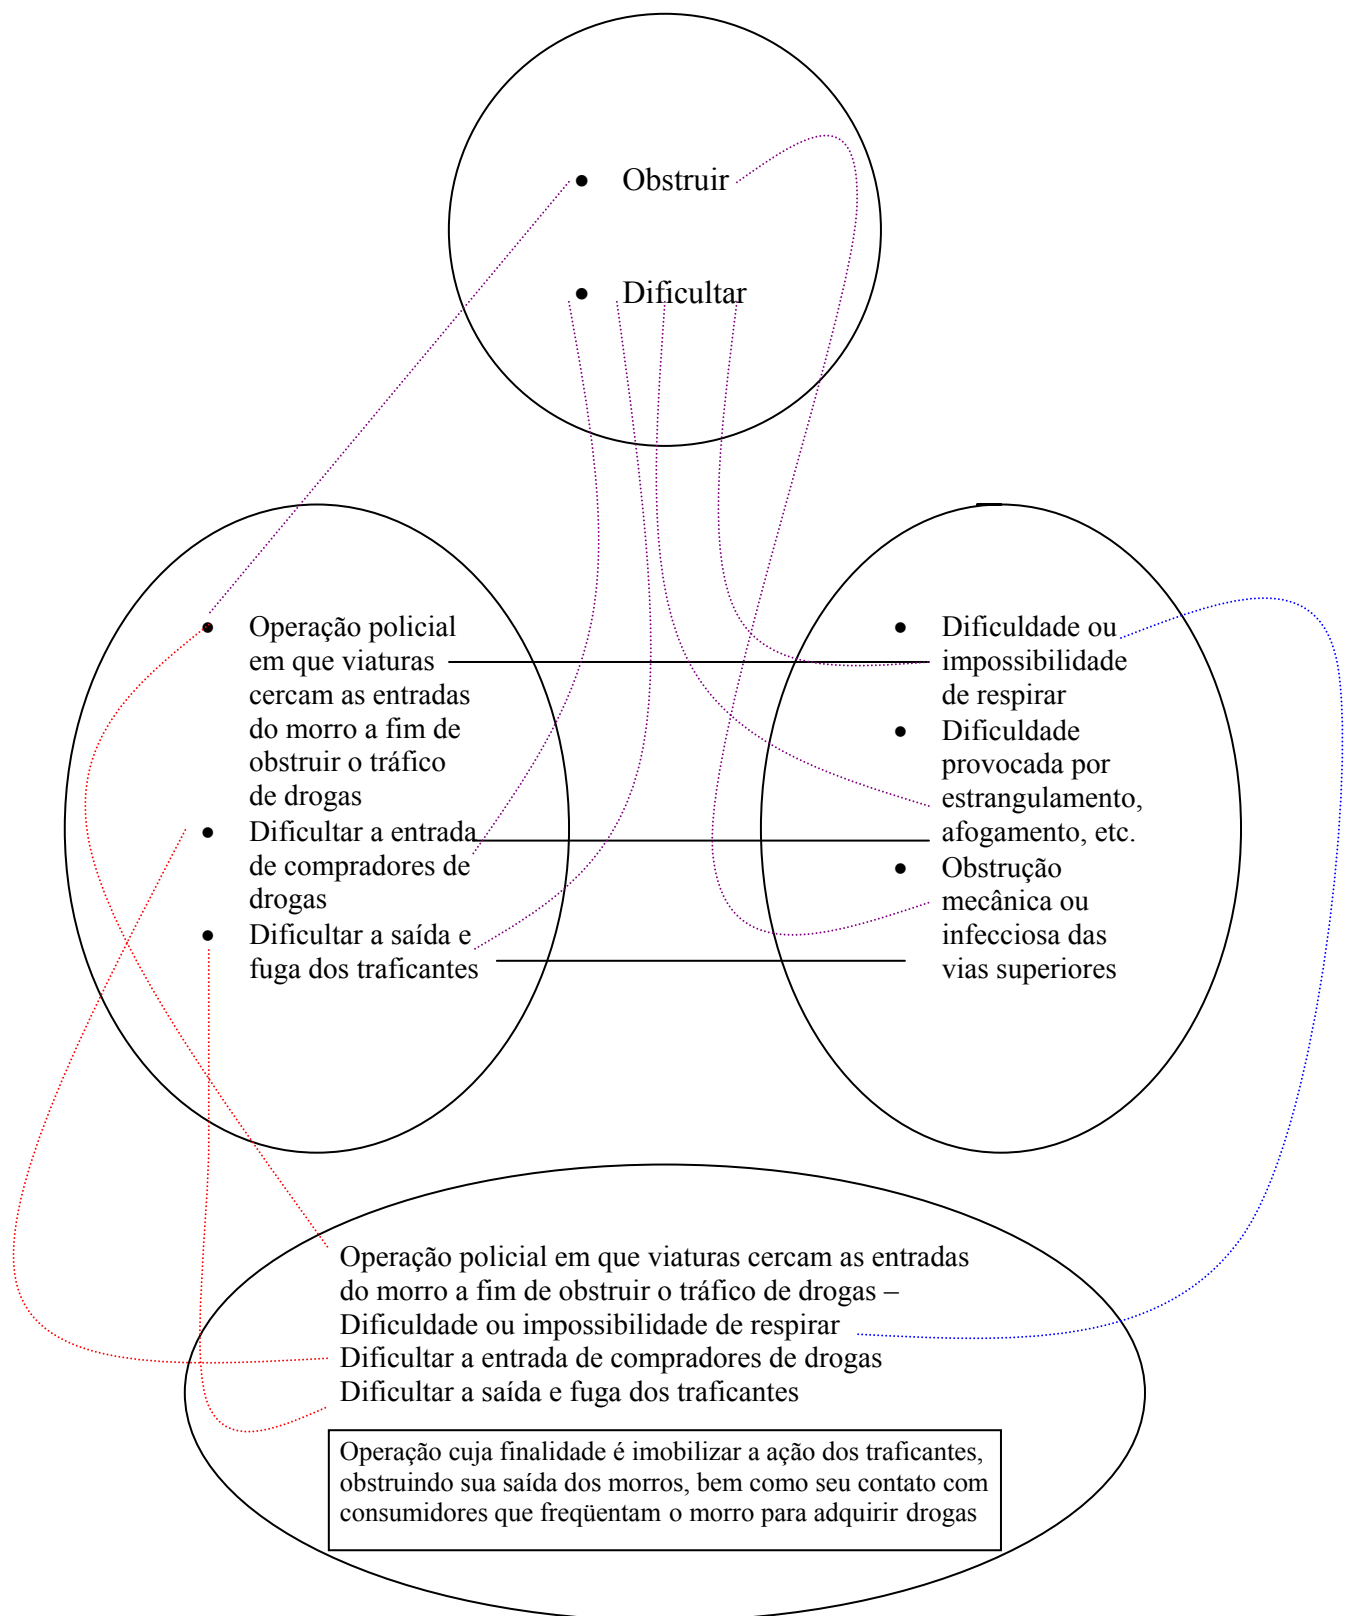 • Obstruir
• Dificultar
• Operação policial
em que viaturas
cercam as entradas
do morro a fim de
obstruir o tráfico
de drogas
• Dificultar a entrada
de compradores de
drogas
• Dificultar a saída e
fuga dos traficantes
• Dificuldade ou
impossibilidade
de respirar
• Dificuldade
provocada por
estrangulamento,
afogamento, etc.
• Obstrução
mecânica ou
infecciosa das
vias superiores
Operação policial em que viaturas cercam as entradas
do morro a fim de obstruir o tráfico de drogas –
Dificuldade ou impossibilidade de respirar
Dificultar a entrada de compradores de drogas
Dificultar a saída e fuga dos traficantes
Operação cuja finalidade é imobilizar a ação dos traficantes,
obstruindo sua saída dos morros, bem como seu contato com
consumidores que freqüentam o morro para adquirir drogas